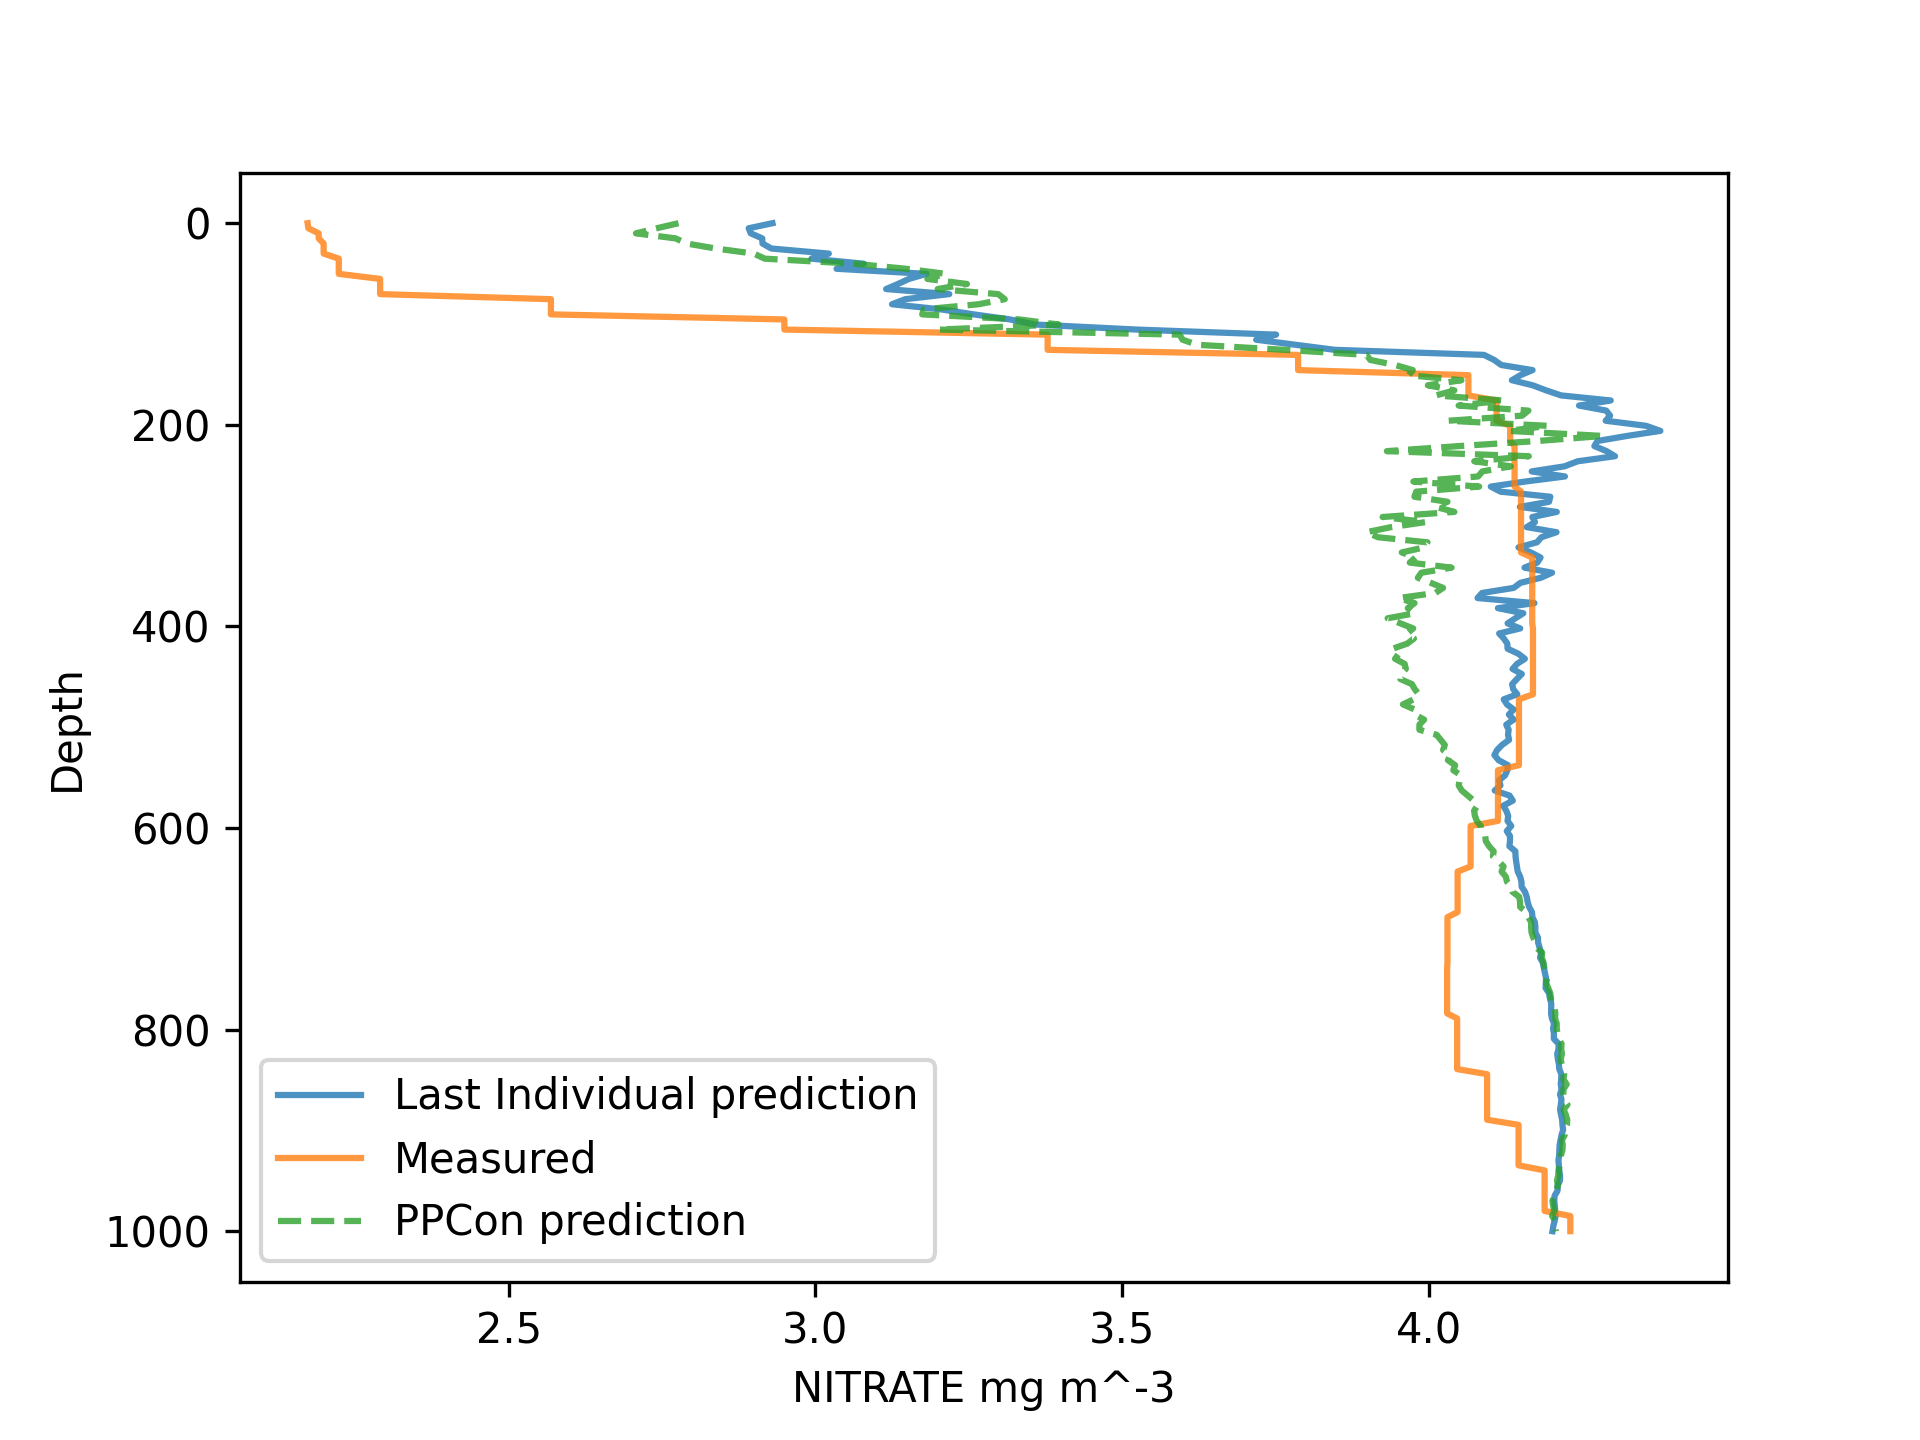 0
200
400
600
800
1000
Depth
Last Individual prediction
Measured
PPCon prediction
2.5 3.0 3.5 4.0
NITRATE mg m^-3